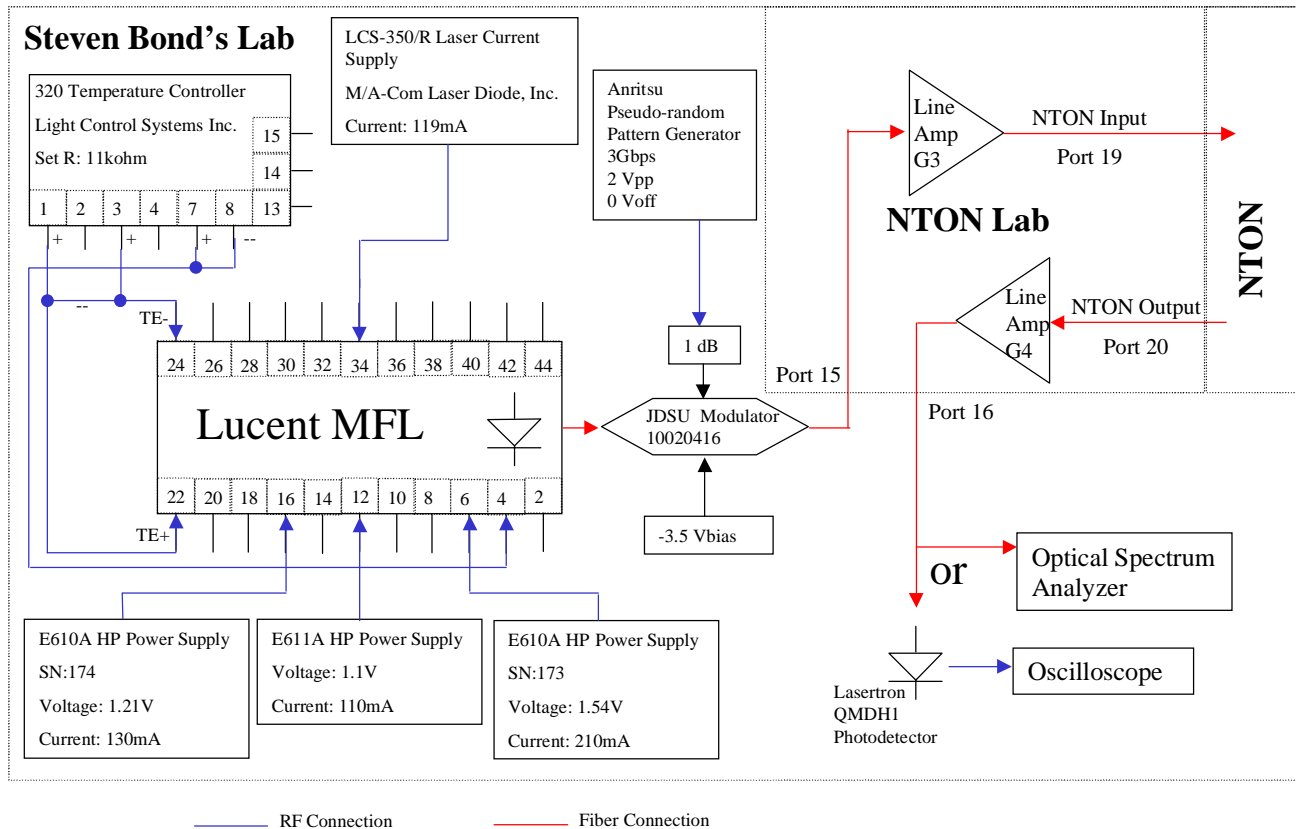 Steven Bond's Lab
320 Temperature Controller
Light Control Systems Inc.
Set R: 11kohm
15
14
1 2 3 4 7 8 13
+ + + --
--
TE-
LCS-350/R Laser Current
Supply
M/A-Com Laser Diode, Inc.
Current: 119mA
Anritsu
Pseudo-random
Pattern Generator
3Gbps
2 Vpp
0 Voff
Line
Amp
G3
NTON Input
Port 19
NTON Lab
NTON
Line
Amp
G4
NTON Output
Port 20
Port 15
Port 16
24 26 28 30 32 34 36 38 40 42 44
Lucent MFL
22 20 18 16 14 12 10 8 6 4 2
TE+
1 dB
JDSU Modulator
10020416
-3.5 Vbias
or
Optical Spectrum
Analyzer
Lasertron
QMDH1
Photodetector
Oscilloscope
E610A HP Power Supply
SN:174
Voltage: 1.21V
Current: 130mA
E611A HP Power Supply
Voltage: 1.1V
Current: 110mA
E610A HP Power Supply
SN:173
Voltage: 1.54V
Current: 210mA
RF Connection
Fiber Connection